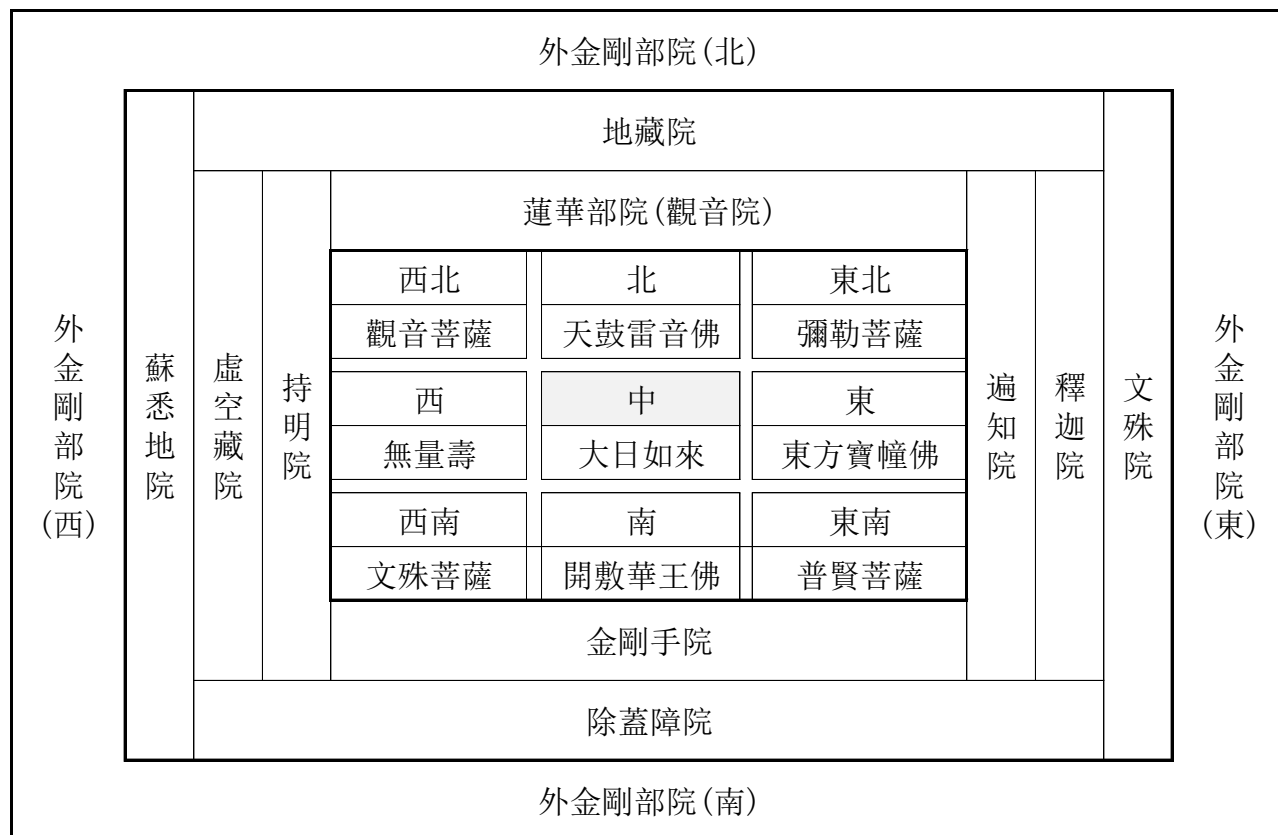 外金剛部院(北)
地藏院
蓮華部院(觀音院)
外金剛部院(西)
蘇悉地院
虛空藏院
持明院
西北
北
東北
觀音菩薩
天鼓雷音佛
彌勒菩薩
西
中
東
無量壽
大日如來
東方寶幢佛
西南
南
東南
文殊菩薩
開敷華王佛
普賢菩薩
遍知院
釋迦院
文殊院
外金剛部院(東)
金剛手院
除蓋障院
外金剛部院(南)